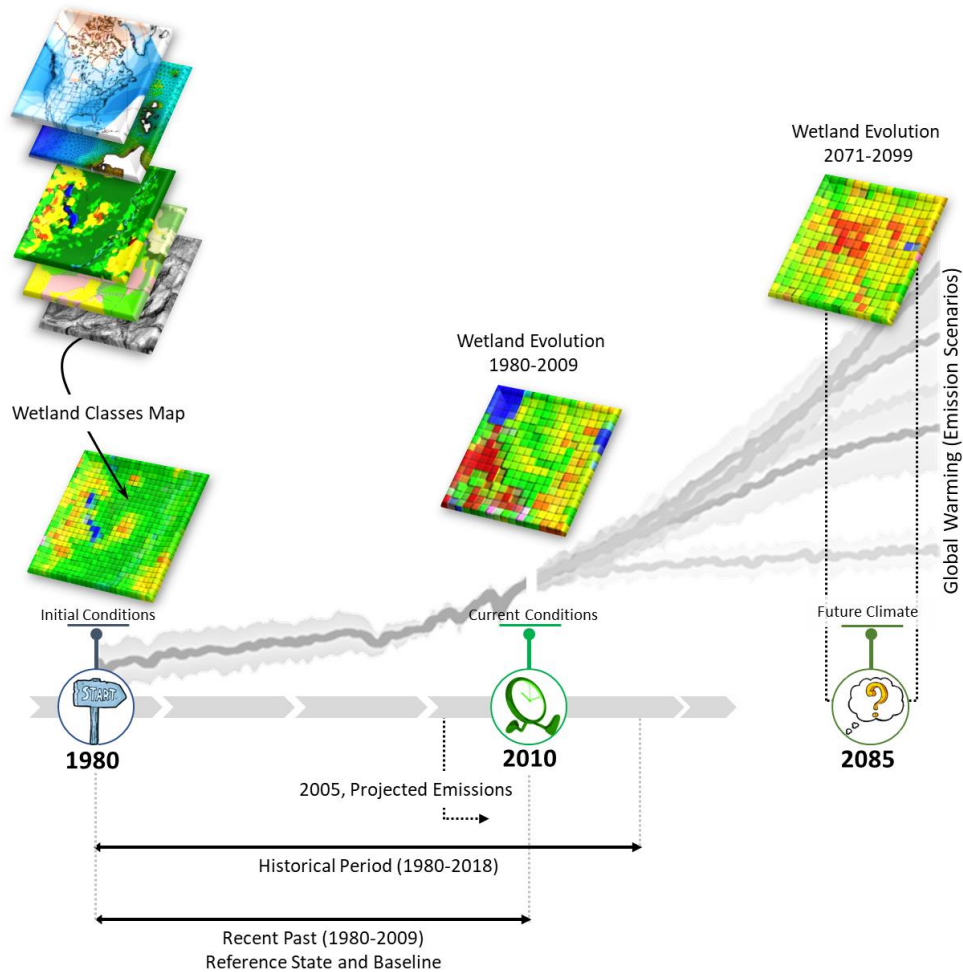 Wetland Evolution
2071-2099
Wetland Evolution
1980-2009
Wetland Classes Map
Global Warming (Emission Scenarios)
Initial Conditions
Current Conditions
Future Climate
START
?
1980
2010
2085
2005, Projected Emissions
Historical Period (1980-2018)
Recent Past (1980-2009)
Reference State and Baseline